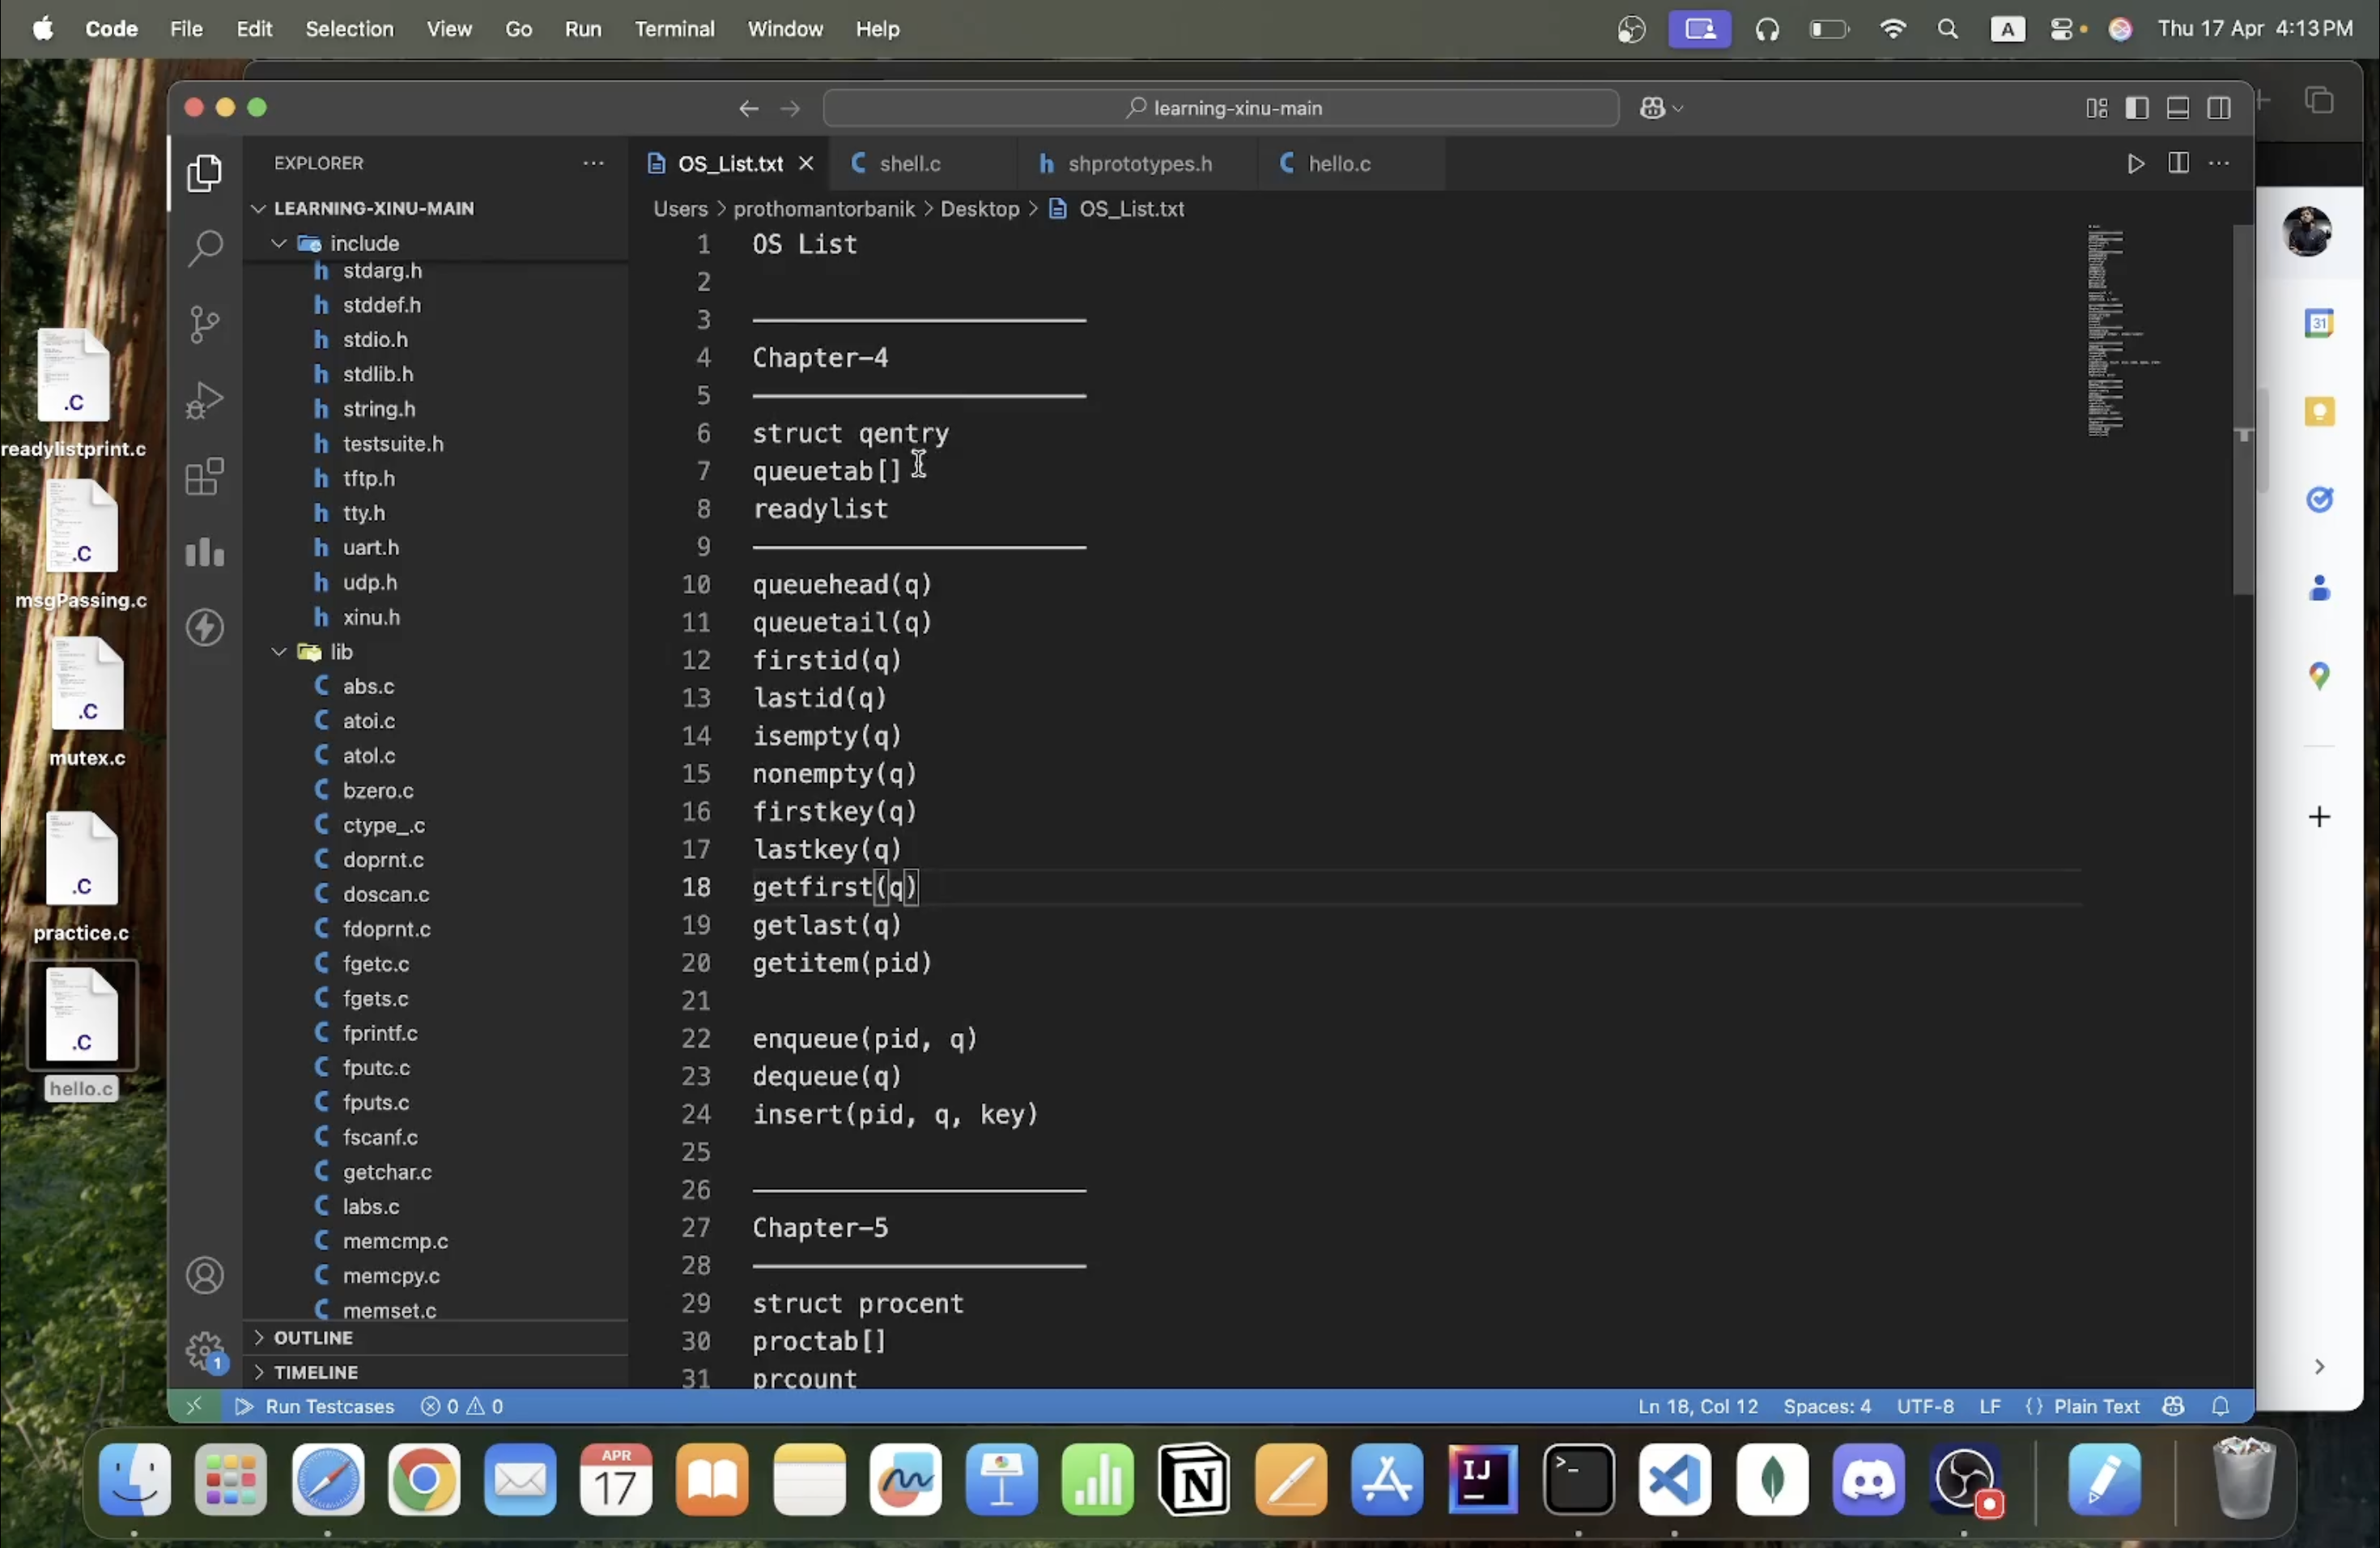 Code File Edit Selection View Go Run Terminal Window Help
A Thu 17 Apr 4:13 PM
learning-xinu-main
EXPLORER
OS_List.txt shell.c shprototypes.h hello.c
LEARNING-XINU-MAIN
Users > prothomantorbanik > Desktop > OS_List.txt
include
stdarg.h
stddef.h
stdio.h
stdlib.h
string.h
testsuite.h
tftp.h
tty.h
uart.h
udp.h
xinu.h
lib
abs.c
atoi.c
atol.c
bzero.c
ctype_.c
doprnt.c
doscan.c
fdoprnt.c
fgetc.c
fgets.c
fprintf.c
fputc.c
fputs.c
fscanf.c
getchar.c
labs.c
memcmp.c
memcpy.c
memset.c
OUTLINE
TIMELINE
1 OS List
2
3
4 Chapter-4
5
6 struct qentry
7 queuetab[]
8 readylist
9
10 queuehead(q)
11 queuetail(q)
12 firstid(q)
13 lastid(q)
14 isempty(q)
15 nonempty(q)
16 firstkey(q)
17 lastkey(q)
18 getfirst(q)
19 getlast(q)
20 getitem(pid)
21
22 enqueue(pid, q)
23 dequeue(q)
24 insert(pid, q, key)
25
26
27 Chapter-5
28
29 struct procent
30 proctab[]
31 prcount
.C
readylistprint.c
.C
msgPassing.c
.C
mutex.c
.C
practice.c
.C
hello.c
31
1
Run Testcases 0 0 Ln 18, Col 12 Spaces: 4 UTF-8 LF {} Plain Text
APR
17
IJ